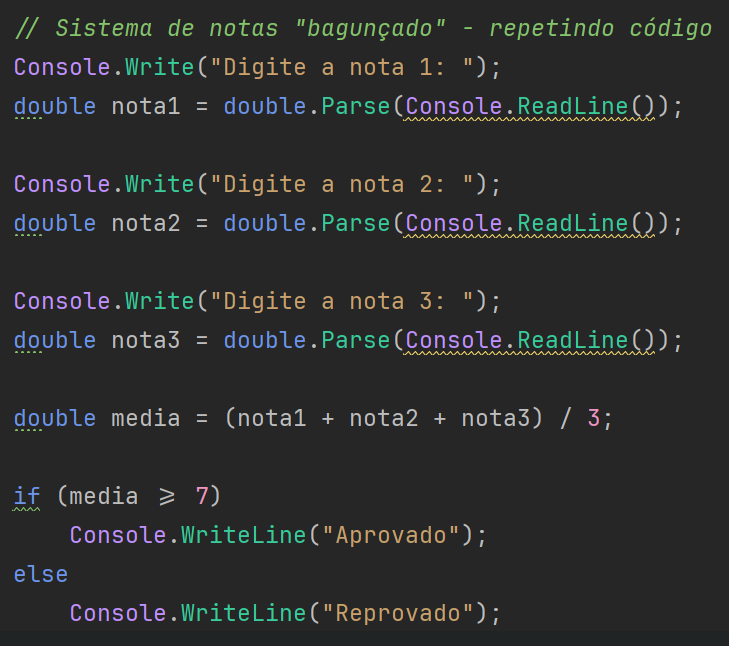 // Sistema de notas "bagunçado" - repetindo código
Console.Write("Digite a nota 1: ");
double nota1 = double.Parse(Console.ReadLine());
Console.Write("Digite a nota 2: ");
double nota2 = double.Parse(Console.ReadLine());
Console.Write("Digite a nota 3: ");
double nota3 = double.Parse(Console.ReadLine());
double media = (nota1 + nota2 + nota3) / 3;
if (media ⩾ 7)
    Console.WriteLine("Aprovado");
else
    Console.WriteLine("Reprovado");